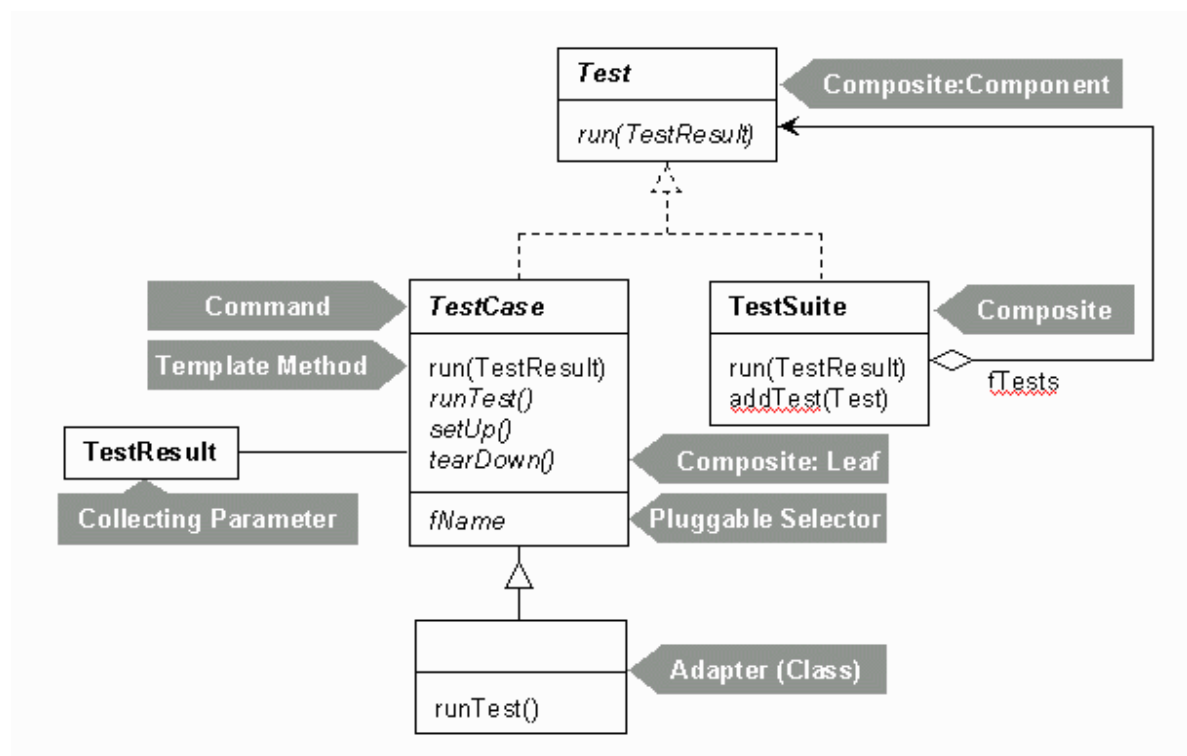 Test
Composite:Component
run(TestResult)
Command
TestCase
TestSuite
Composite
Template Method
run(TestResult)
runTest()
setUp()
tearDown()
run(TestResult)
addTest(Test)
fTests
TestResult
Composite: Leaf
Collecting Parameter
fName
Pluggable Selector
Adapter (Class)
runTest()